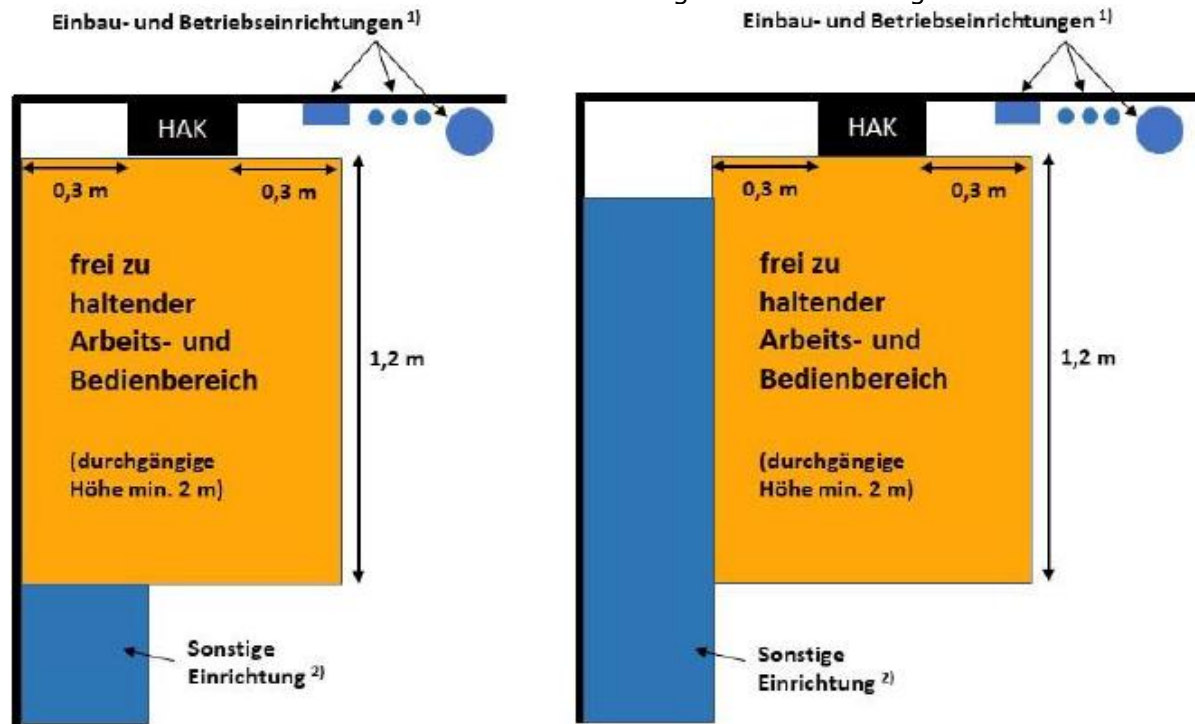 Einbau- und Betriebseinrichtungen ¹⁾
HAK
0,3 m
0,3 m
frei zu
haltender
Arbeits- und
Bedienbereich
1,2 m
(durchgängige
Höhe min. 2 m)
Sonstige
Einrichtung ²⁾
Einbau- und Betriebseinrichtungen ¹⁾
HAK
0,3 m
0,3 m
frei zu
haltender
Arbeits- und
Bedienbereich
1,2 m
(durchgängige
Höhe min. 2 m)
Sonstige
Einrichtung ²⁾